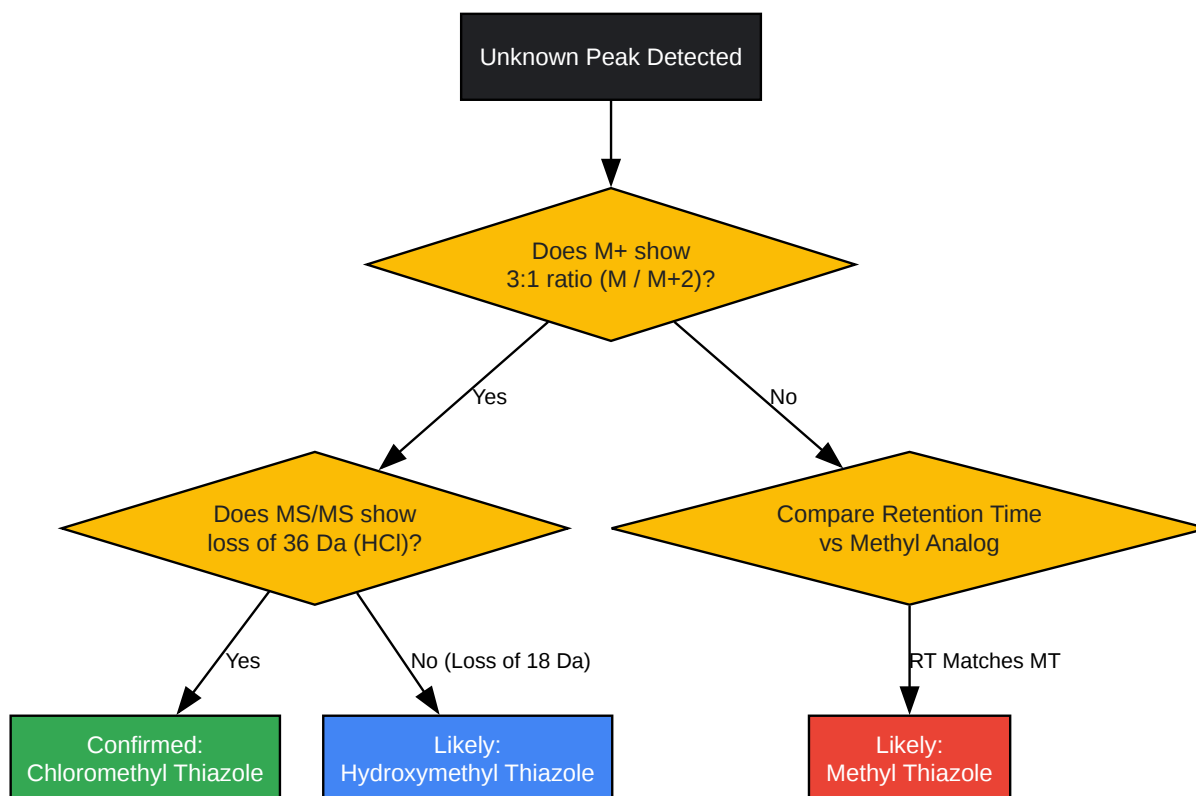 Unknown Peak Detected
Does M+ show
3:1 ratio (M / M+2)?
Yes
No
Does MS/MS show
loss of 36 Da (HCl)?
Compare Retention Time
vs Methyl Analog
Yes
No (Loss of 18 Da)
RT Matches MT
Confirmed:
Chloromethyl Thiazole
Likely:
Hydroxymethyl Thiazole
Likely:
Methyl Thiazole